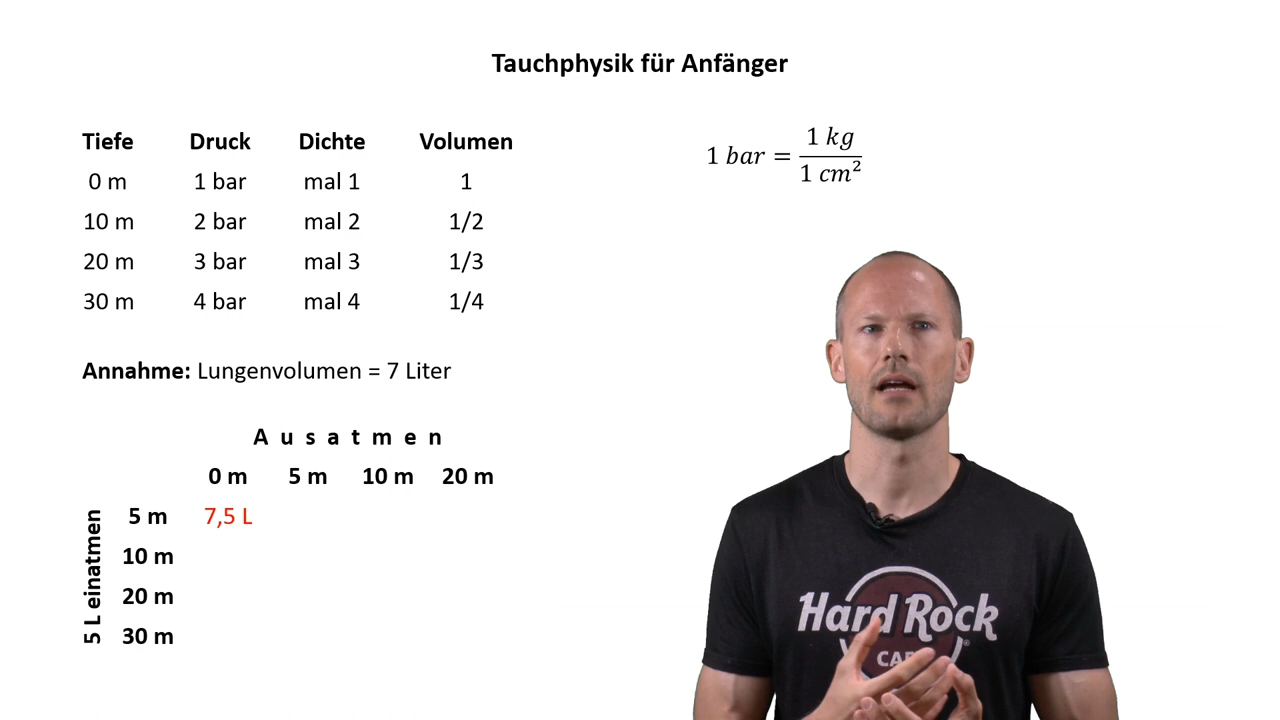 Tauchphysik für Anfänger
Tiefe Druck Dichte Volumen
0 m 1 bar mal 1 1
10 m 2 bar mal 2 1/2
20 m 3 bar mal 3 1/3
30 m 4 bar mal 4 1/4
1 bar = 1 kg / 1 cm²
Annahme: Lungenvolumen = 7 Liter
Ausatmen
0 m 5 m 10 m 20 m
5 L einatmen
5 m 7,5 L
10 m
20 m
30 m
Hard Rock
CAFE